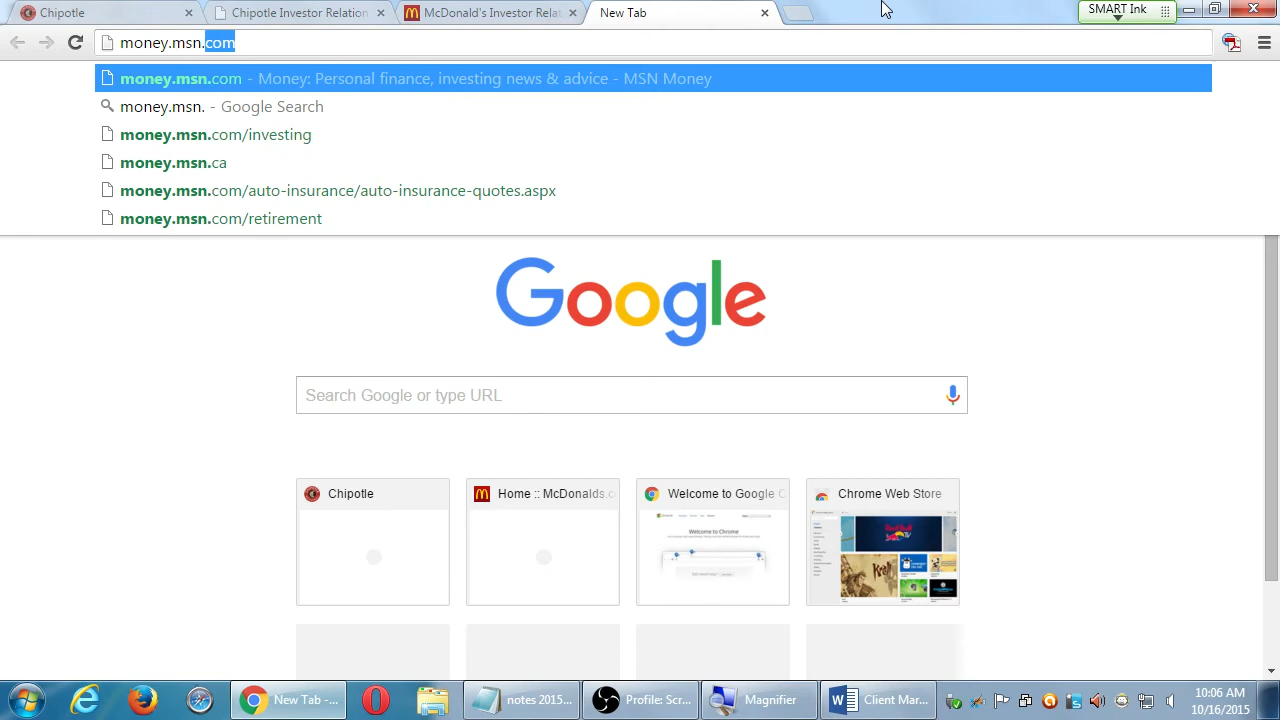 Chipotle
Chipotle Investor Relation
McDonald's Investor Rela
New Tab
SMART Ink
money.msn.com
money.msn.com - Money: Personal finance, investing news & advice - MSN Money
money.msn. - Google Search
money.msn.com/investing
money.msn.ca
money.msn.com/auto-insurance/auto-insurance-quotes.aspx
money.msn.com/retirement
Google
Search Google or type URL
Chipotle
Home :: McDonalds.c
Welcome to Google C
Chrome Web Store
Welcome to Chrome
New Tab -...
notes 2015...
Profile: Scr...
Magnifier
Client Mar...
10:06 AM
10/16/2015